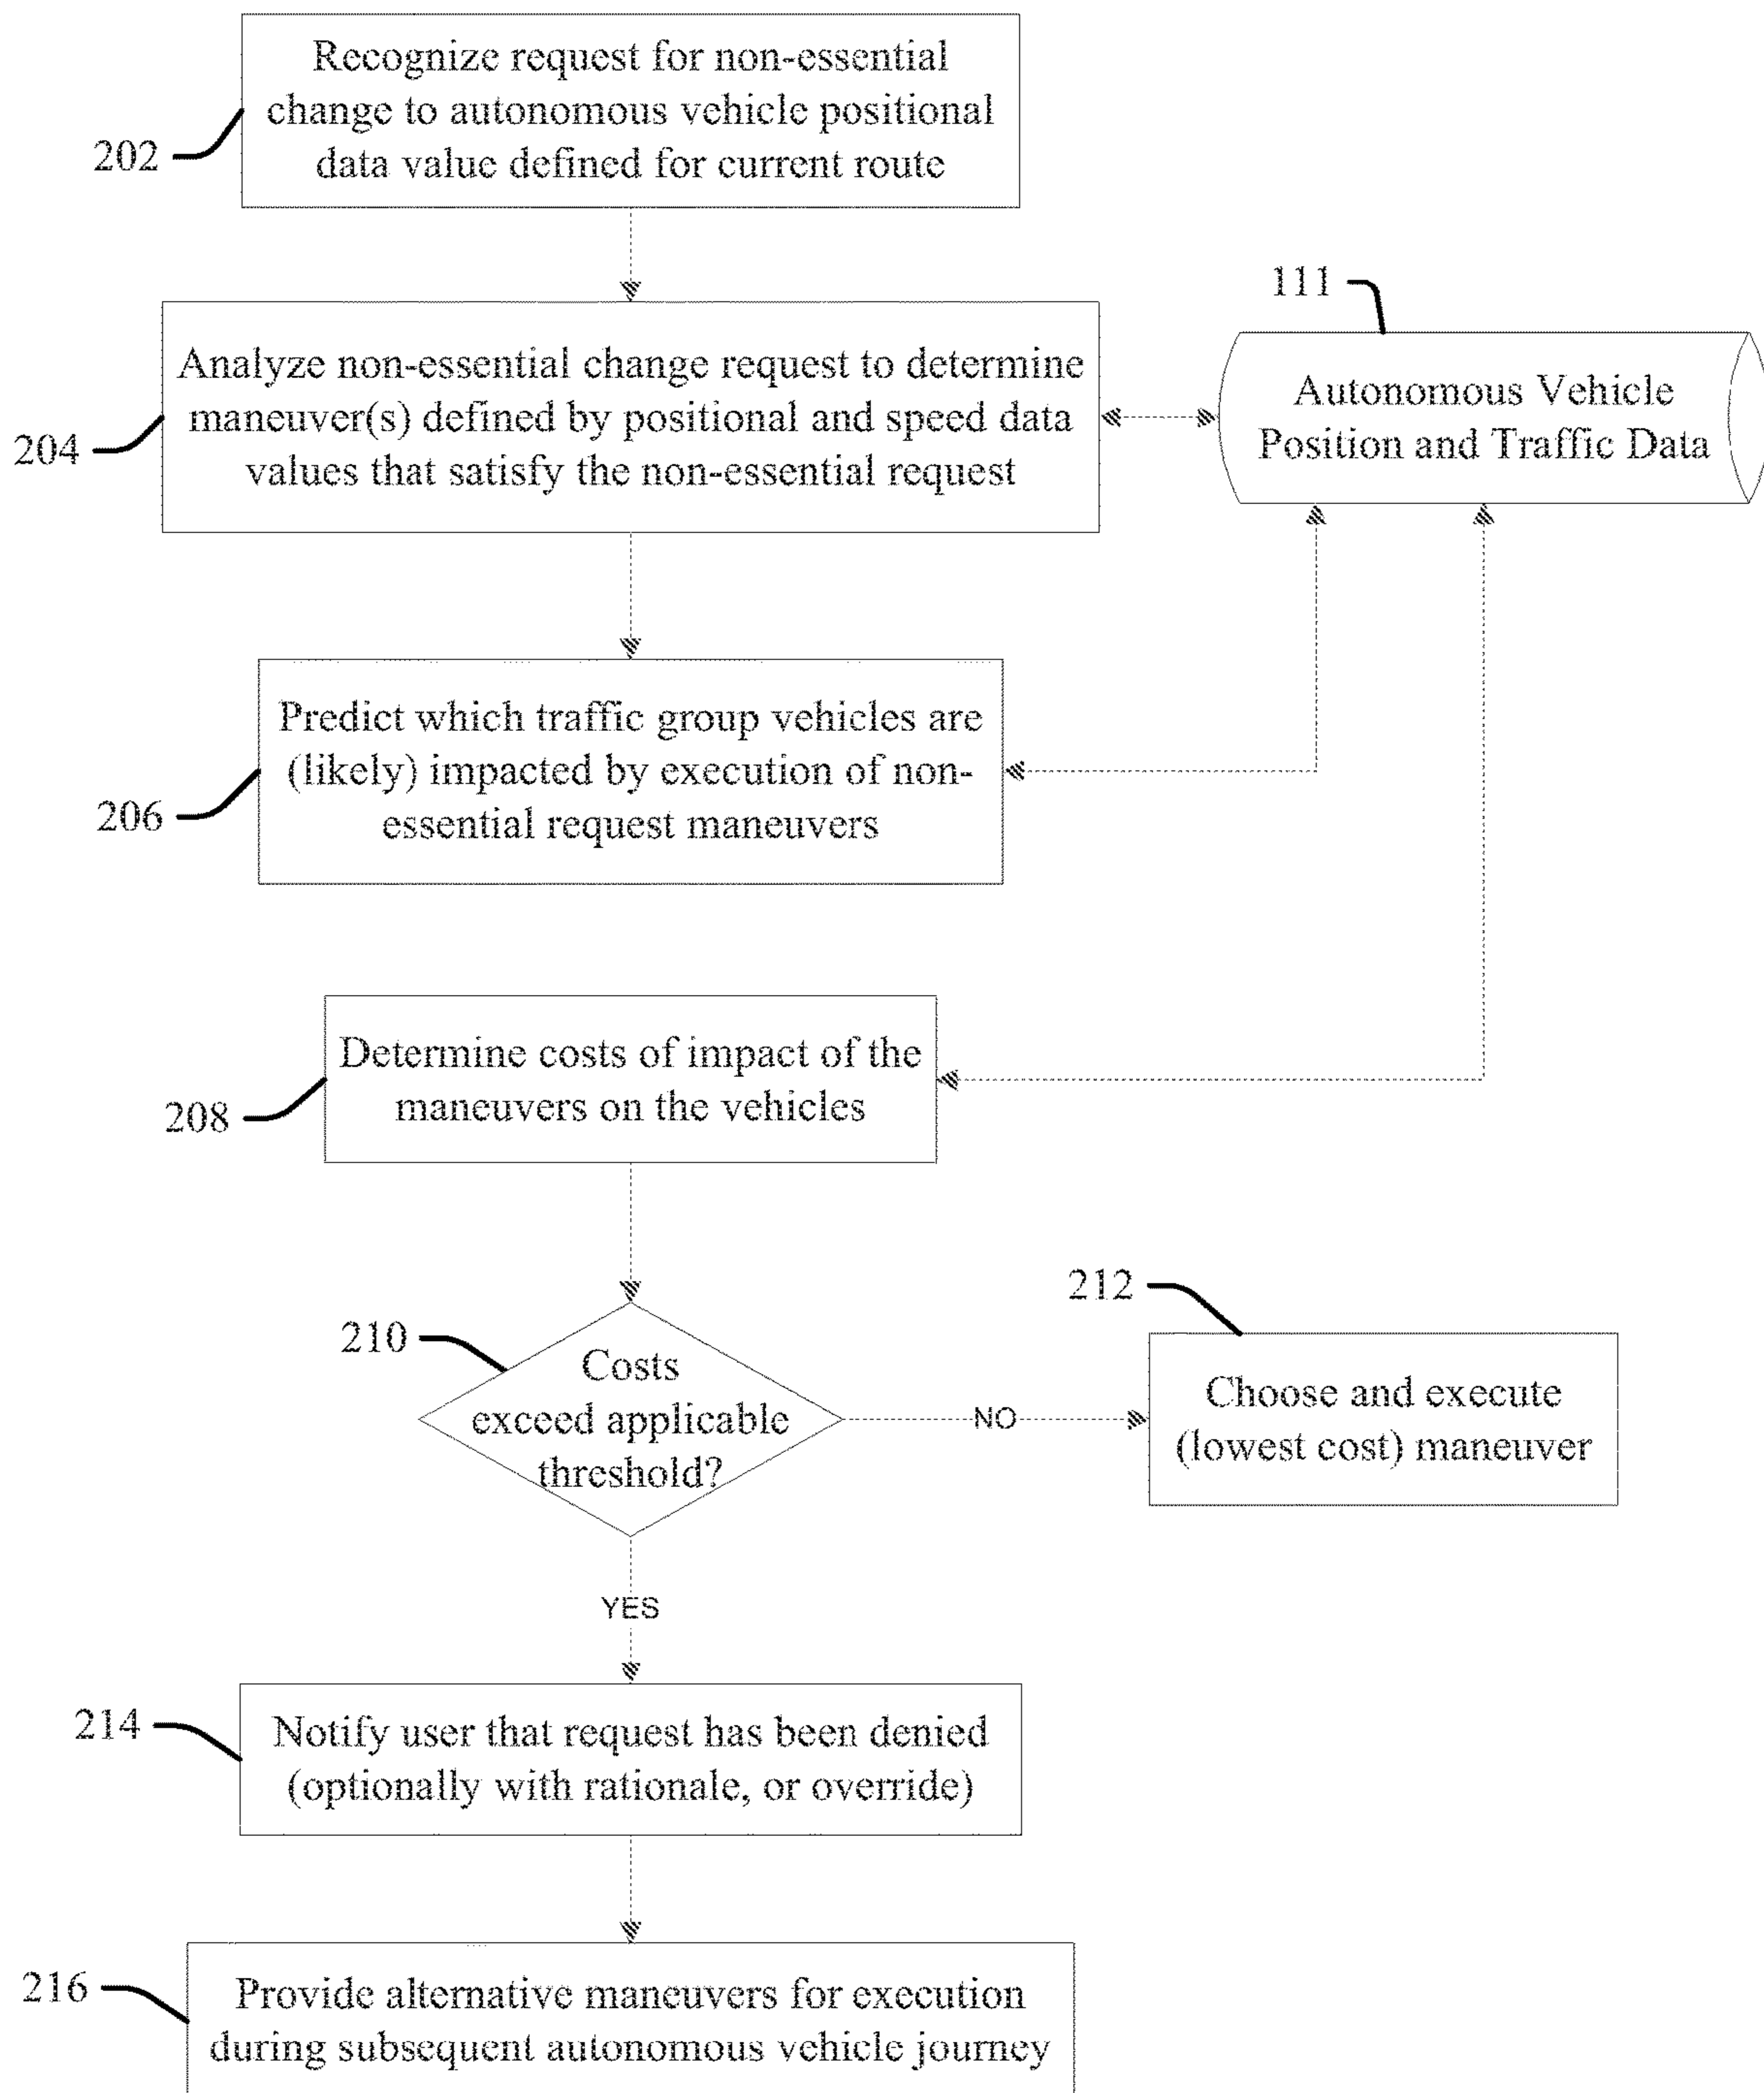 Recognize request for non-essential
change to autonomous vehicle positional
data value defined for current route
202
111
Analyze non-essential change request to determine
maneuver(s) defined by positional and speed data
values that satisfy the non-essential request
204
Autonomous Vehicle
Position and Traffic Data
Predict which traffic group vehicles are
(likely) impacted by execution of non-
essential request maneuvers
206
Determine costs of impact of the
maneuvers on the vehicles
208
210
Costs
exceed applicable
threshold?
NO
212
Choose and execute
(lowest cost) maneuver
YES
214
Notify user that request has been denied
(optionally with rationale, or override)
216
Provide alternative maneuvers for execution
during subsequent autonomous vehicle journey